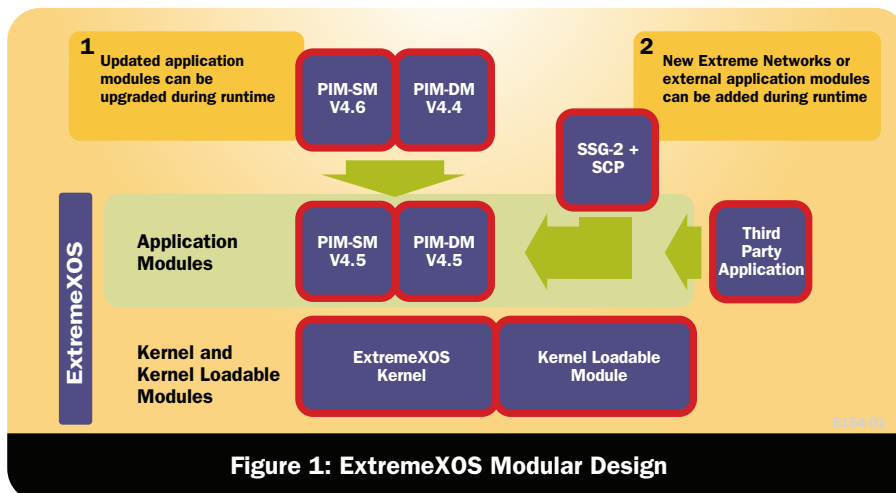 1
Updated application
modules can be
upgraded during runtime
PIM-SM
V4.6
PIM-DM
V4.4
2
New Extreme Networks or
external application modules
can be added during runtime
SSG-2 +
SCP
ExtremeXOS
Application
Modules
PIM-SM
V4.5
PIM-DM
V4.5
Third
Party
Application
Kernel and
Kernel Loadable
Modules
ExtremeXOS
Kernel
Kernel Loadable
Module
Figure 1: ExtremeXOS Modular Design